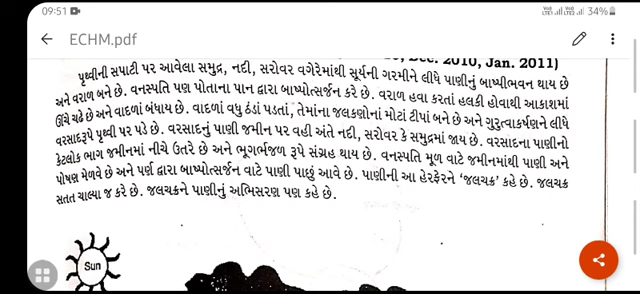 09:51 34%
ECHM.pdf
Dec. 2010, Jan. 2011)
પૃથ્વીની સપાટી પર આવેલા સમુદ્ર, નદી, સરોવર વગેરેમાંથી સૂર્યની ગરમીને લીધે પાણીનું બાષ્પીભવન થાય છે
અને વરાળ બને છે. વનસ્પતિ પણ પોતાના પાન દ્વારા બાષ્પોત્સર્જન કરે છે. વરાળ હવા કરતાં હલકી હોવાથી આકાશમાં
ઊંચે ચઢે છે અને વાદળાં બંધાય છે. વાદળાં વધુ ઠંડાં પડતાં, તેમાંના જલકણોનાં મોટાં ટીપાં બને છે અને ગુરુત્વાકર્ષણને લીધે
વરસાદરૂપે પૃથ્વી પર પડે છે. વરસાદનું પાણી જમીન પર વહી અંતે નદી, સરોવર કે સમુદ્રમાં જાય છે. વરસાદના પાણીનો
કેટલોક ભાગ જમીનમાં નીચે ઉતરે છે અને ભૂગર્ભજળ રૂપે સંગ્રહ થાય છે. વનસ્પતિ મૂળ વાટે જમીનમાંથી પાણી અને
પોષણ મેળવે છે અને પર્ણ દ્વારા બાષ્પોત્સર્જન વાટે પાણી પાછું આવે છે. પાણીની આ હેરફેરને ‘જલચક્ર’ કહે છે. જલચક્ર
સતત ચાલ્યા જ કરે છે. જલચક્રને પાણીનું અભિસરણ પણ કહે છે.
Sun